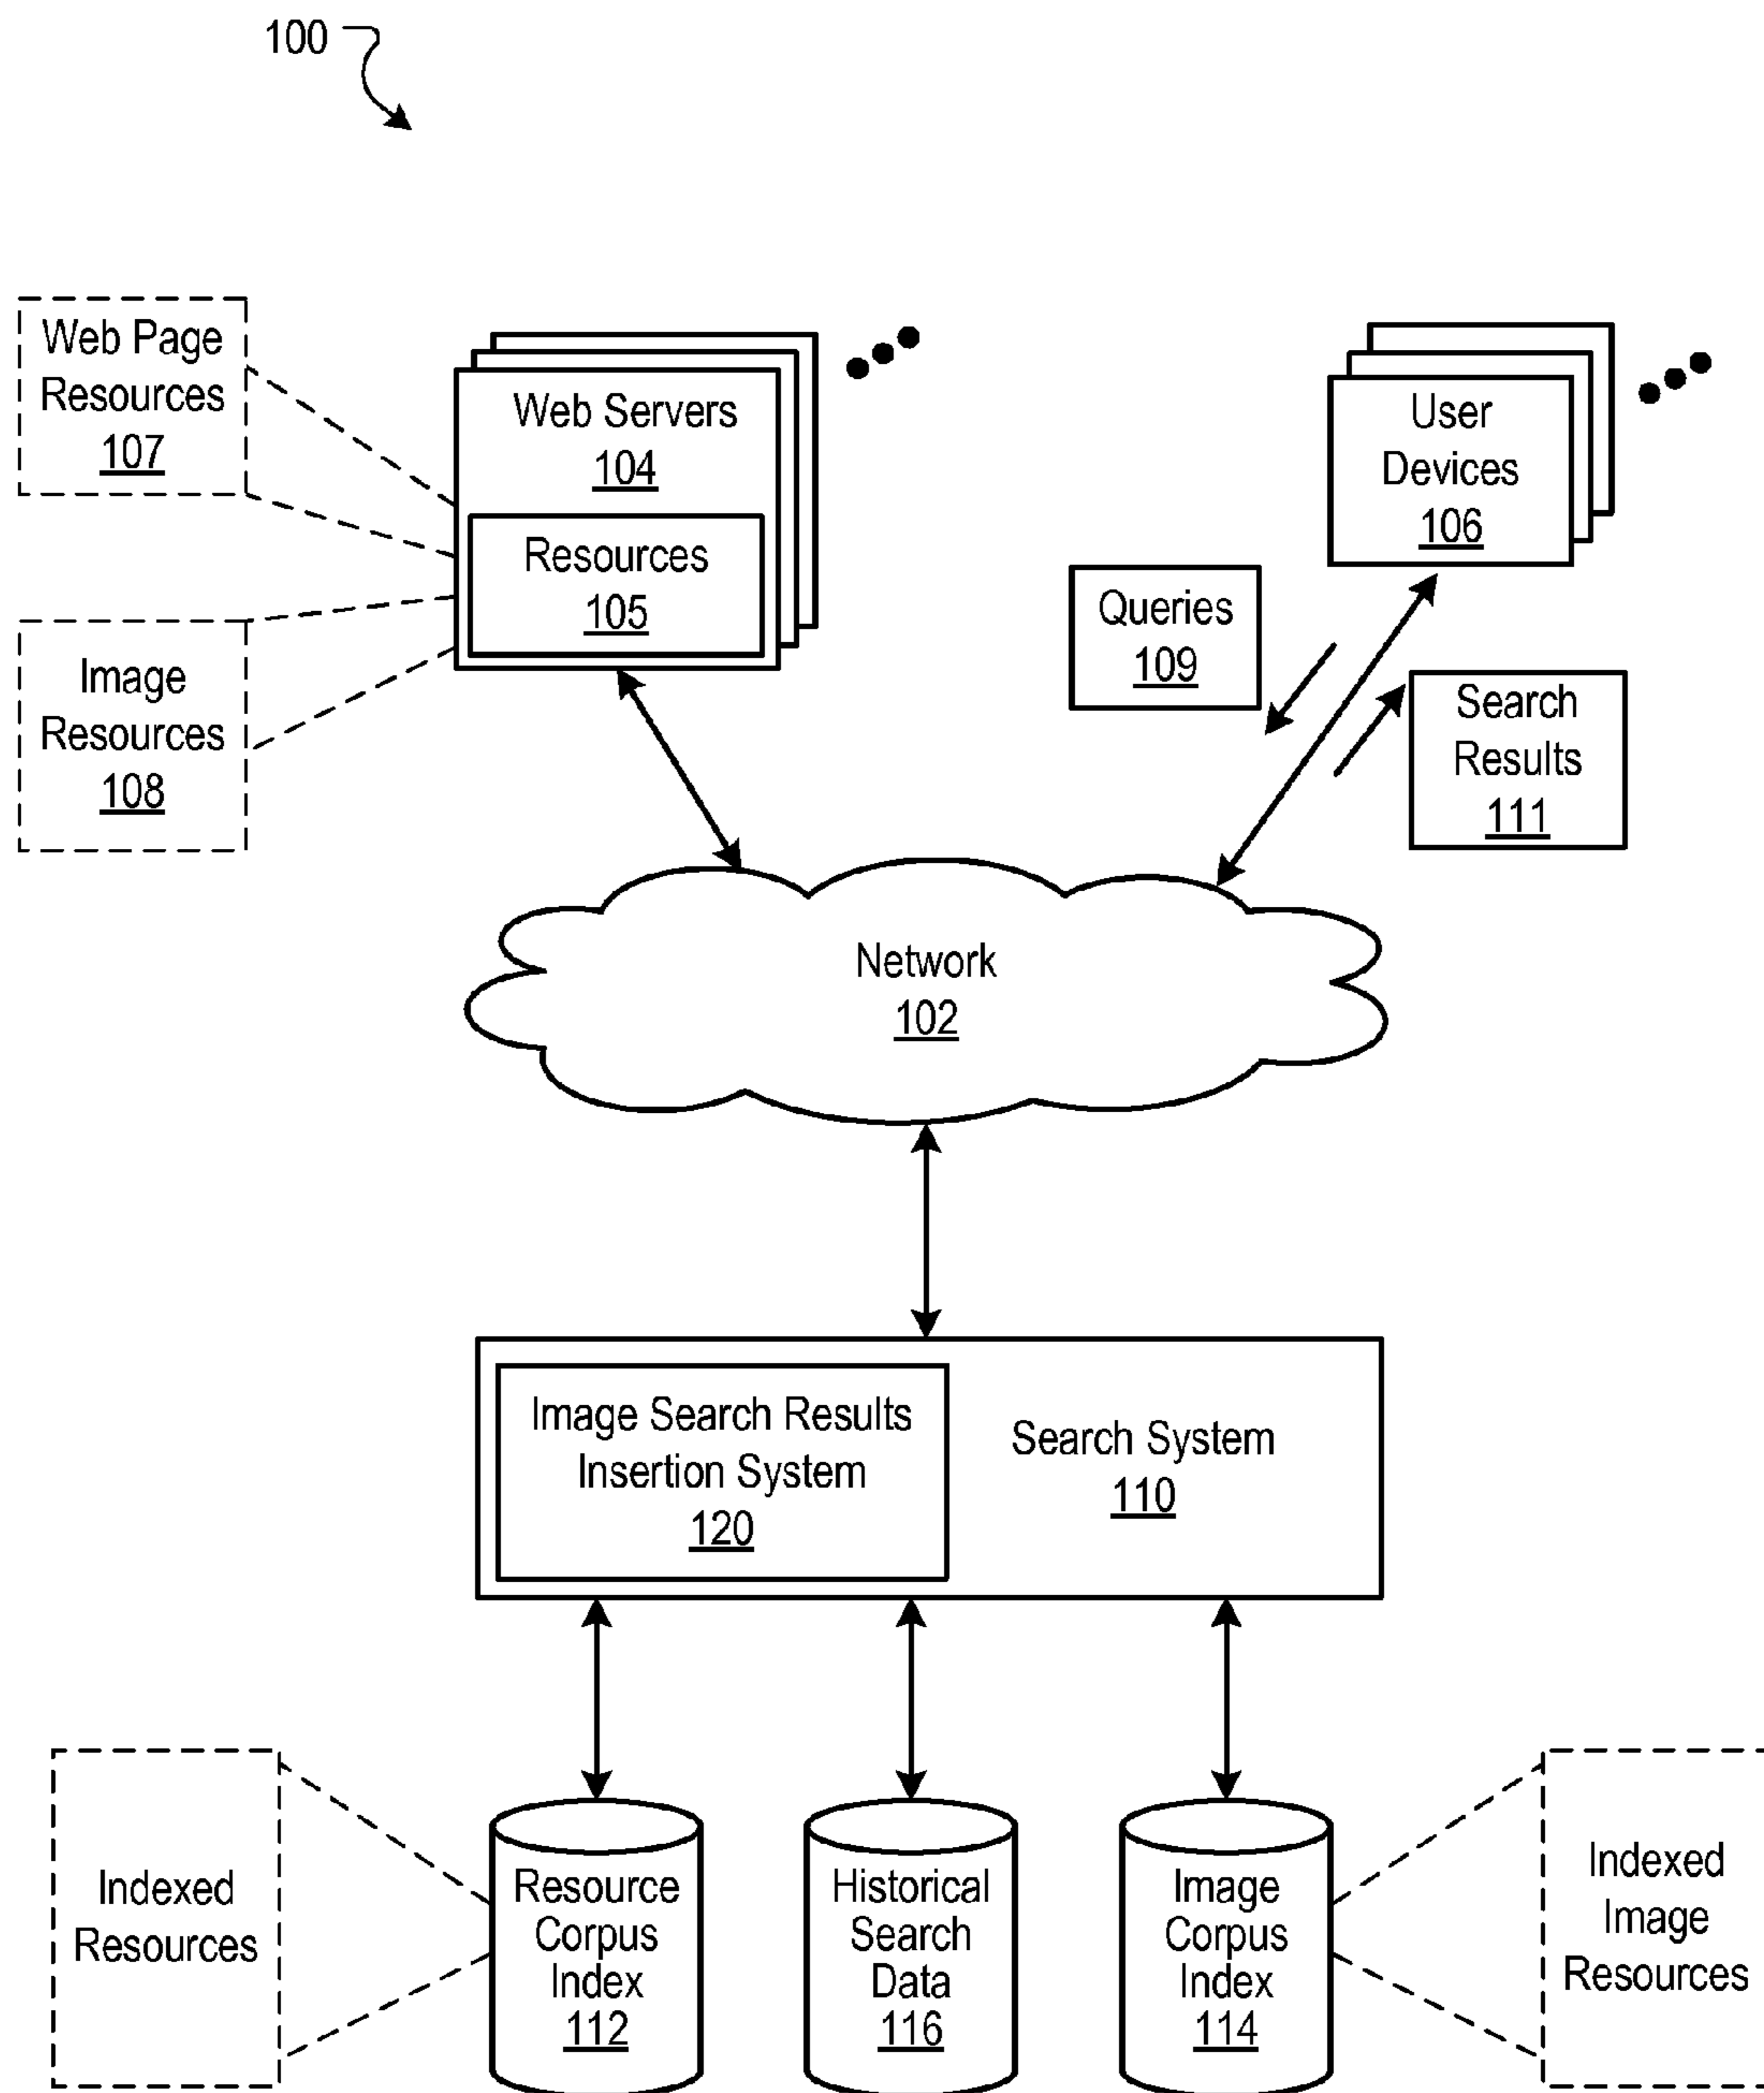 100
Web Page
Resources
107
Web Servers
104
Resources
105
User
Devices
106
Queries
109
Image
Resources
108
Search
Results
111
Network
102
Image Search Results
Insertion System
120
Search System
110
Indexed
Resources
Resource
Corpus
Index
112
Historical
Search
Data
116
Image
Corpus
Index
114
Indexed
Image
Resources